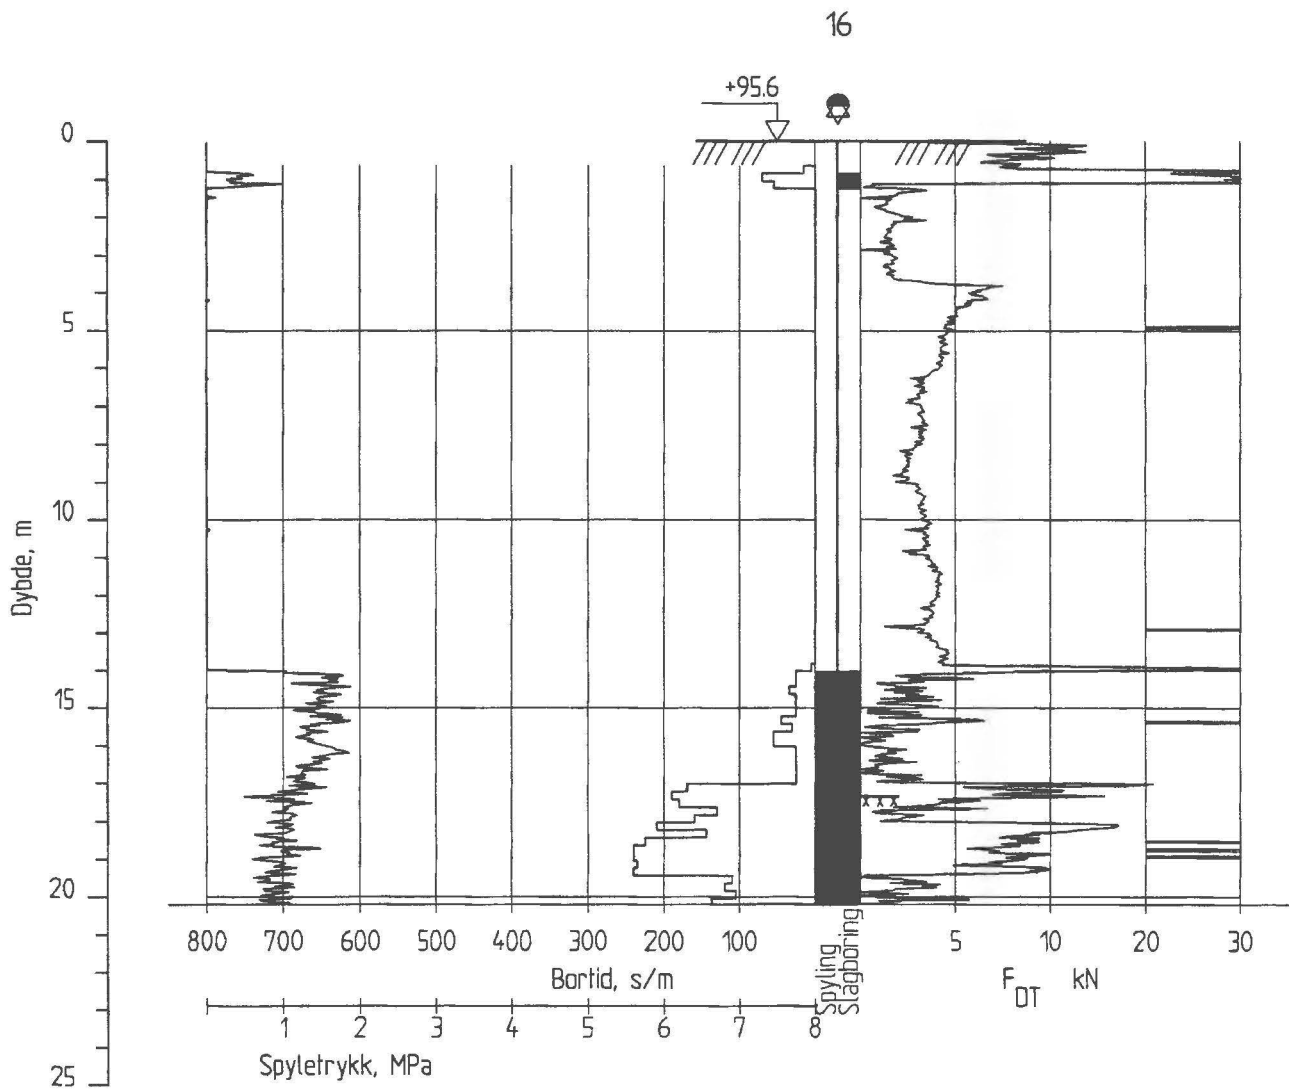 16
+95.6
0
5
10
15
20
25
Dybde, m
800 700 600 500 400 300 200 100
Bortid, s/m
Spyling
Slagboring
5 10 20 30
F_DT kN
1 2 3 4 5 6 7 8
Spyletrykk, MPa
x x x